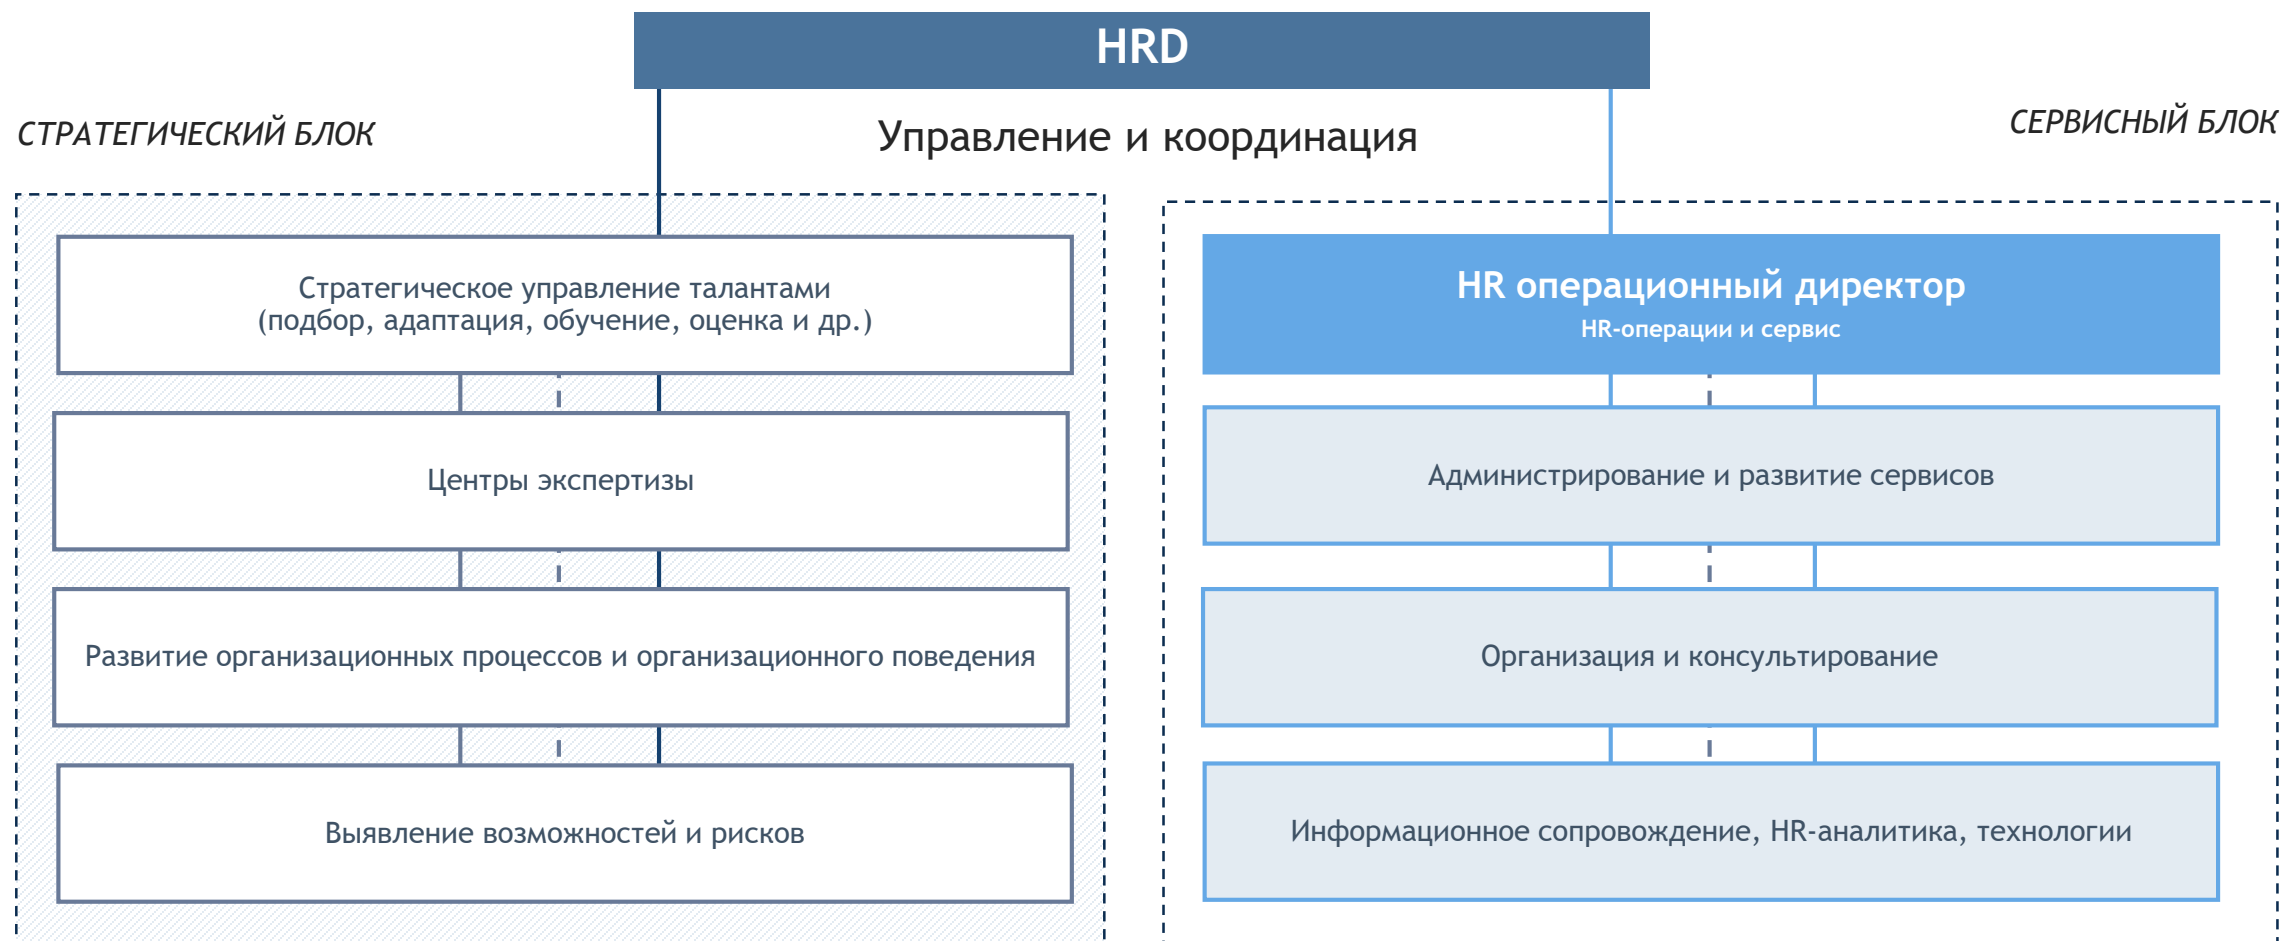 HRD
СТРАТЕГИЧЕСКИЙ БЛОК
Управление и координация
СЕРВИСНЫЙ БЛОК
Стратегическое управление талантами
(подбор, адаптация, обучение, оценка и др.)
Центры экспертизы
Развитие организационных процессов и организационного поведения
Выявление возможностей и рисков
HR операционный директор
HR-операции и сервис
Администрирование и развитие сервисов
Организация и консультирование
Информационное сопровождение, HR-аналитика, технологии